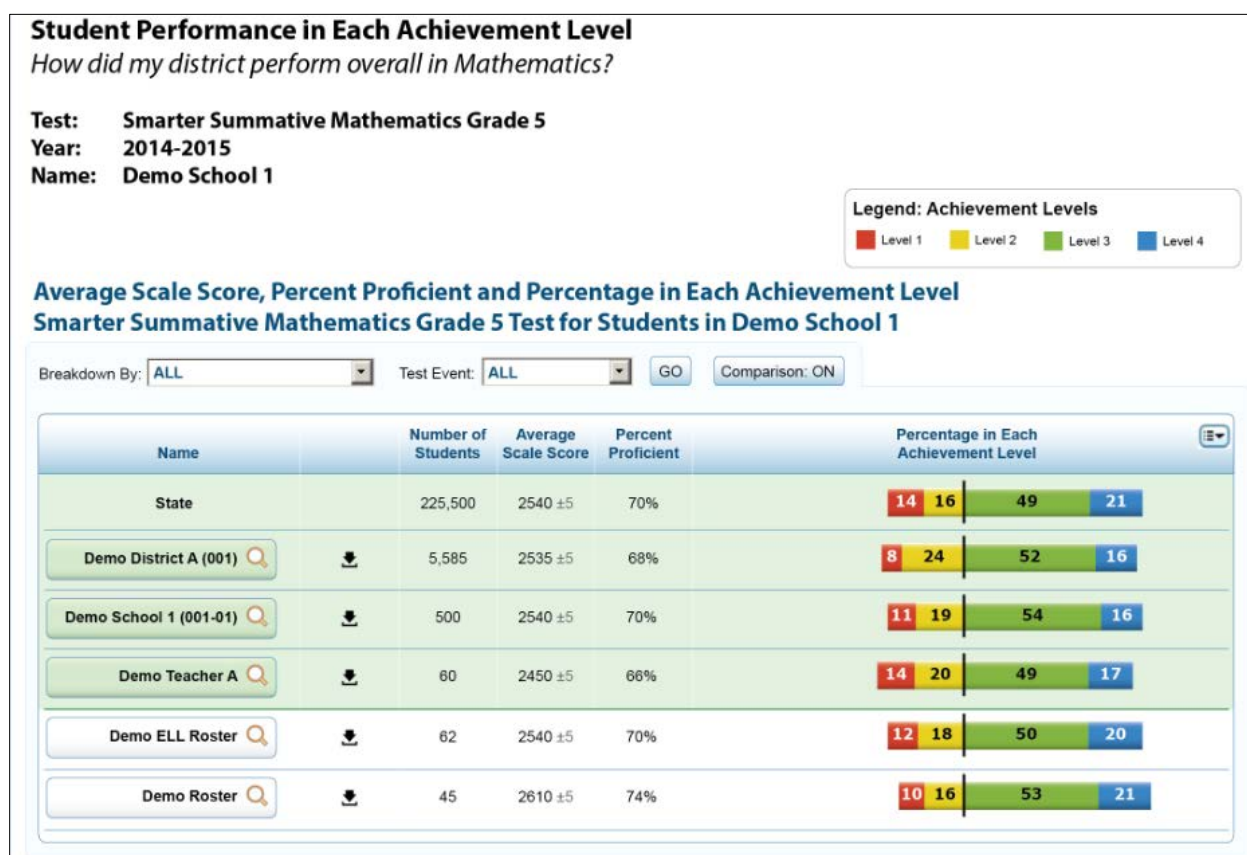 Student Performance in Each Achievement Level
How did my district perform overall in Mathematics?
Test: Smarter Summative Mathematics Grade 5
Year: 2014-2015
Name: Demo School 1
Legend: Achievement Levels
Level 1 Level 2 Level 3 Level 4
Average Scale Score, Percent Proficient and Percentage in Each Achievement Level
Smarter Summative Mathematics Grade 5 Test for Students in Demo School 1
Breakdown By: ALL Test Event: ALL GO Comparison: ON
Name Number of Students Average Scale Score Percent Proficient Percentage in Each Achievement Level
State 225,500 2540 ±5 70% 14 16 49 21
Demo District A (001) 5,585 2535 ±5 68% 8 24 52 16
Demo School 1 (001-01) 500 2540 ±5 70% 11 19 54 16
Demo Teacher A 60 2450 ±5 66% 14 20 49 17
Demo ELL Roster 62 2540 ±5 70% 12 18 50 20
Demo Roster 45 2610 ±5 74% 10 16 53 21